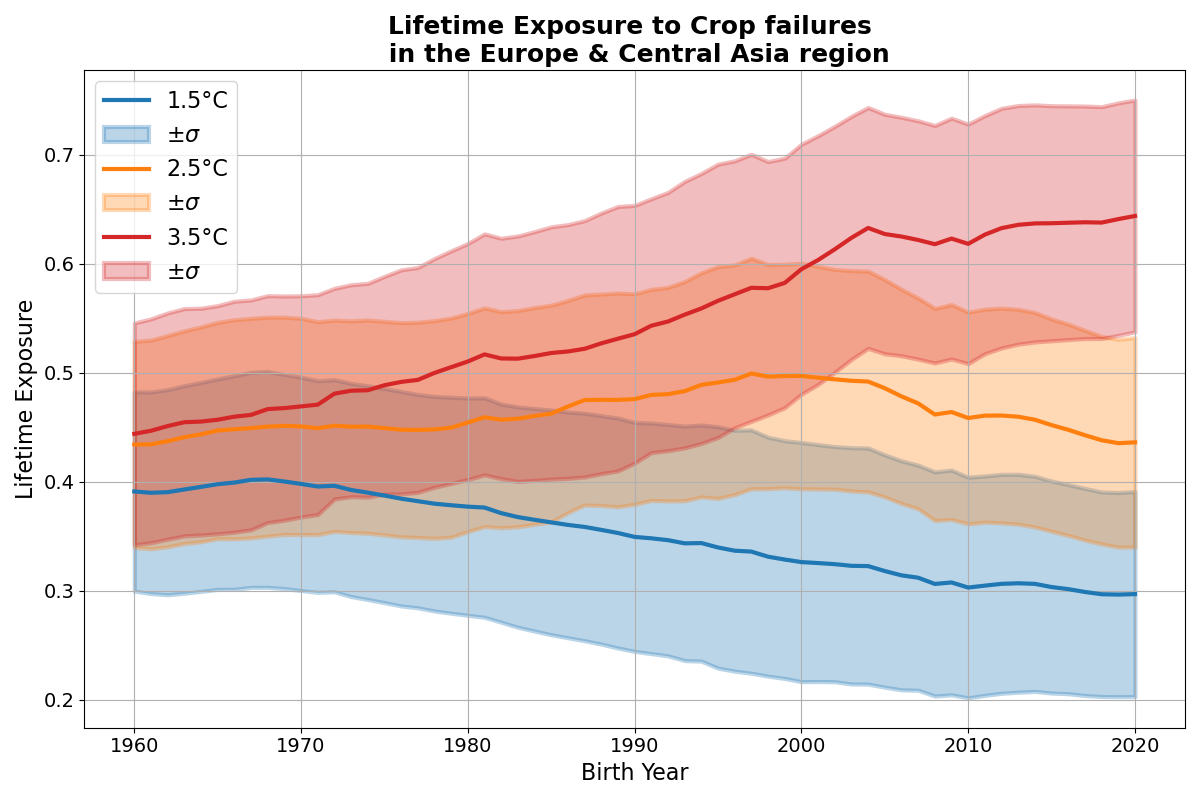 Lifetime Exposure to Crop failures
in the Europe & Central Asia region
1.5°C
±σ
2.5°C
±σ
3.5°C
±σ
Lifetime Exposure
0.7
0.6
0.5
0.4
0.3
0.2
1960 1970 1980 1990 2000 2010 2020
Birth Year